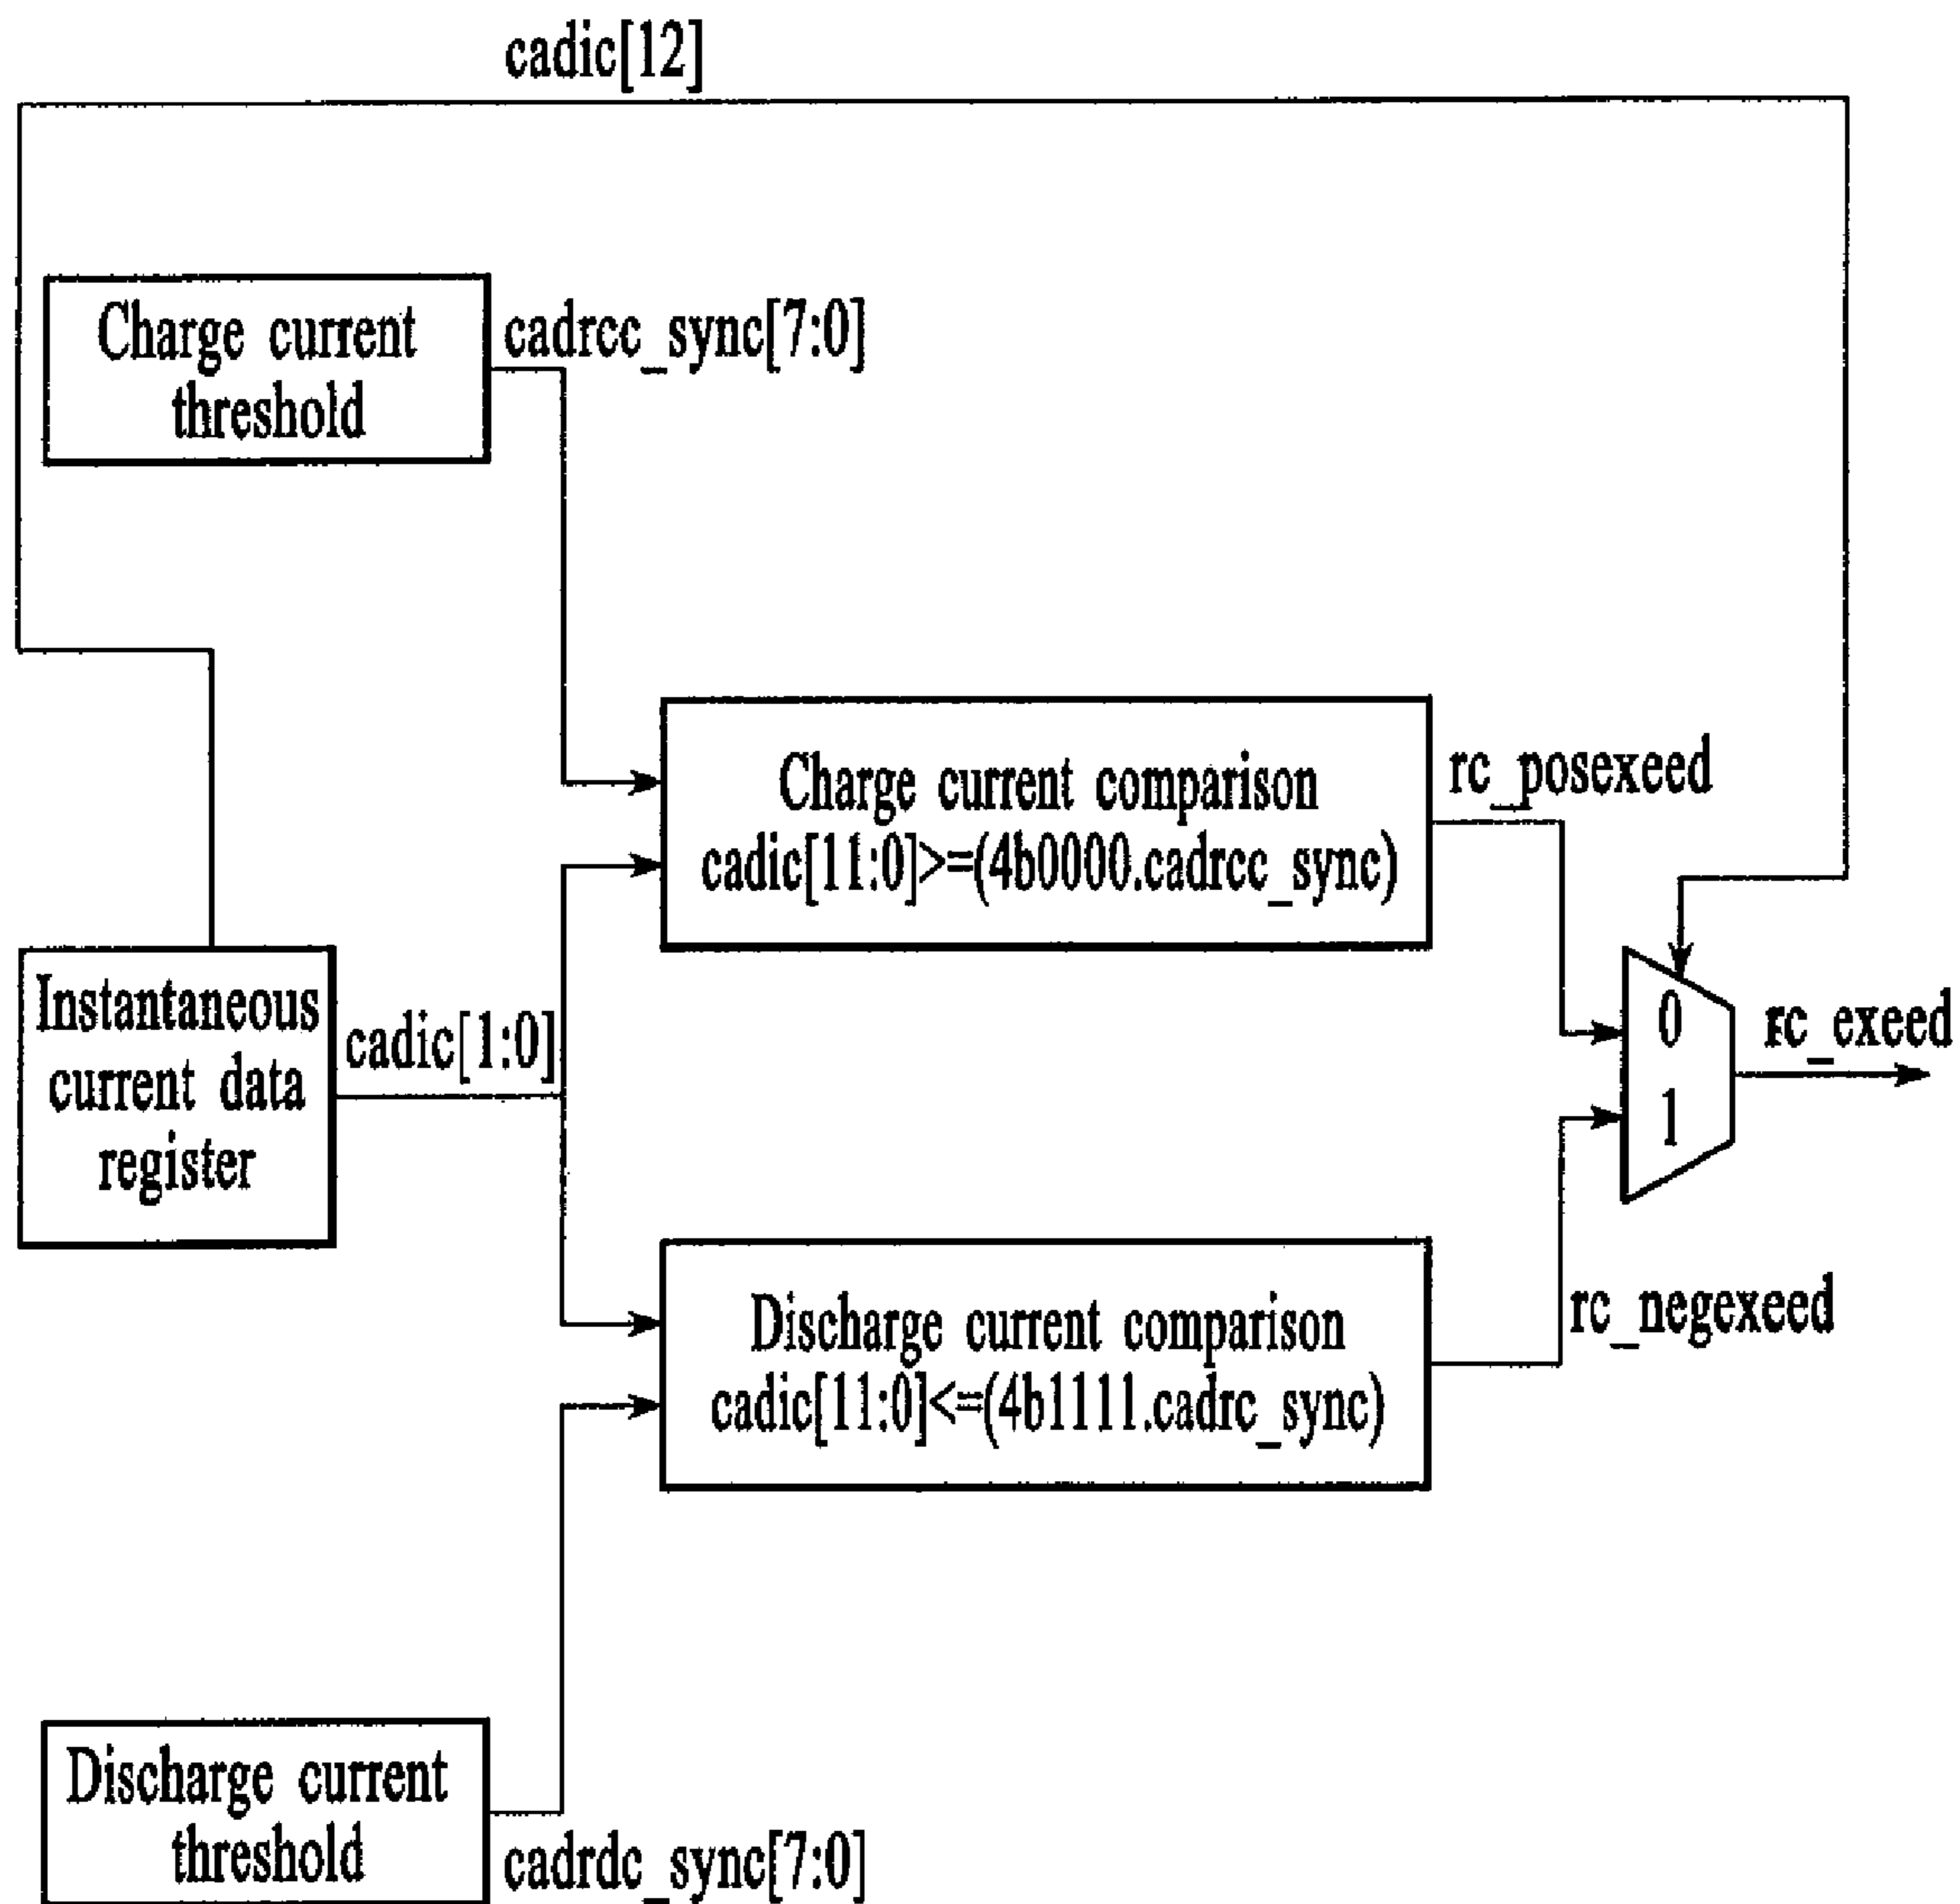 cadic[12]
Charge current
threshold
cadrcc_sync[7:0]
Charge current comparison
cadic[11:0]>=(4b0000.cadrcc_sync)
rc_posexeed
Instantaneous
current data
register
cadic[1:0]
0
1
rc_exeed
Discharge current comparison
cadic[11:0]<=(4b1111.cadrc_sync)
rc_negexeed
Discharge current
threshold
cadrdc_sync[7:0]